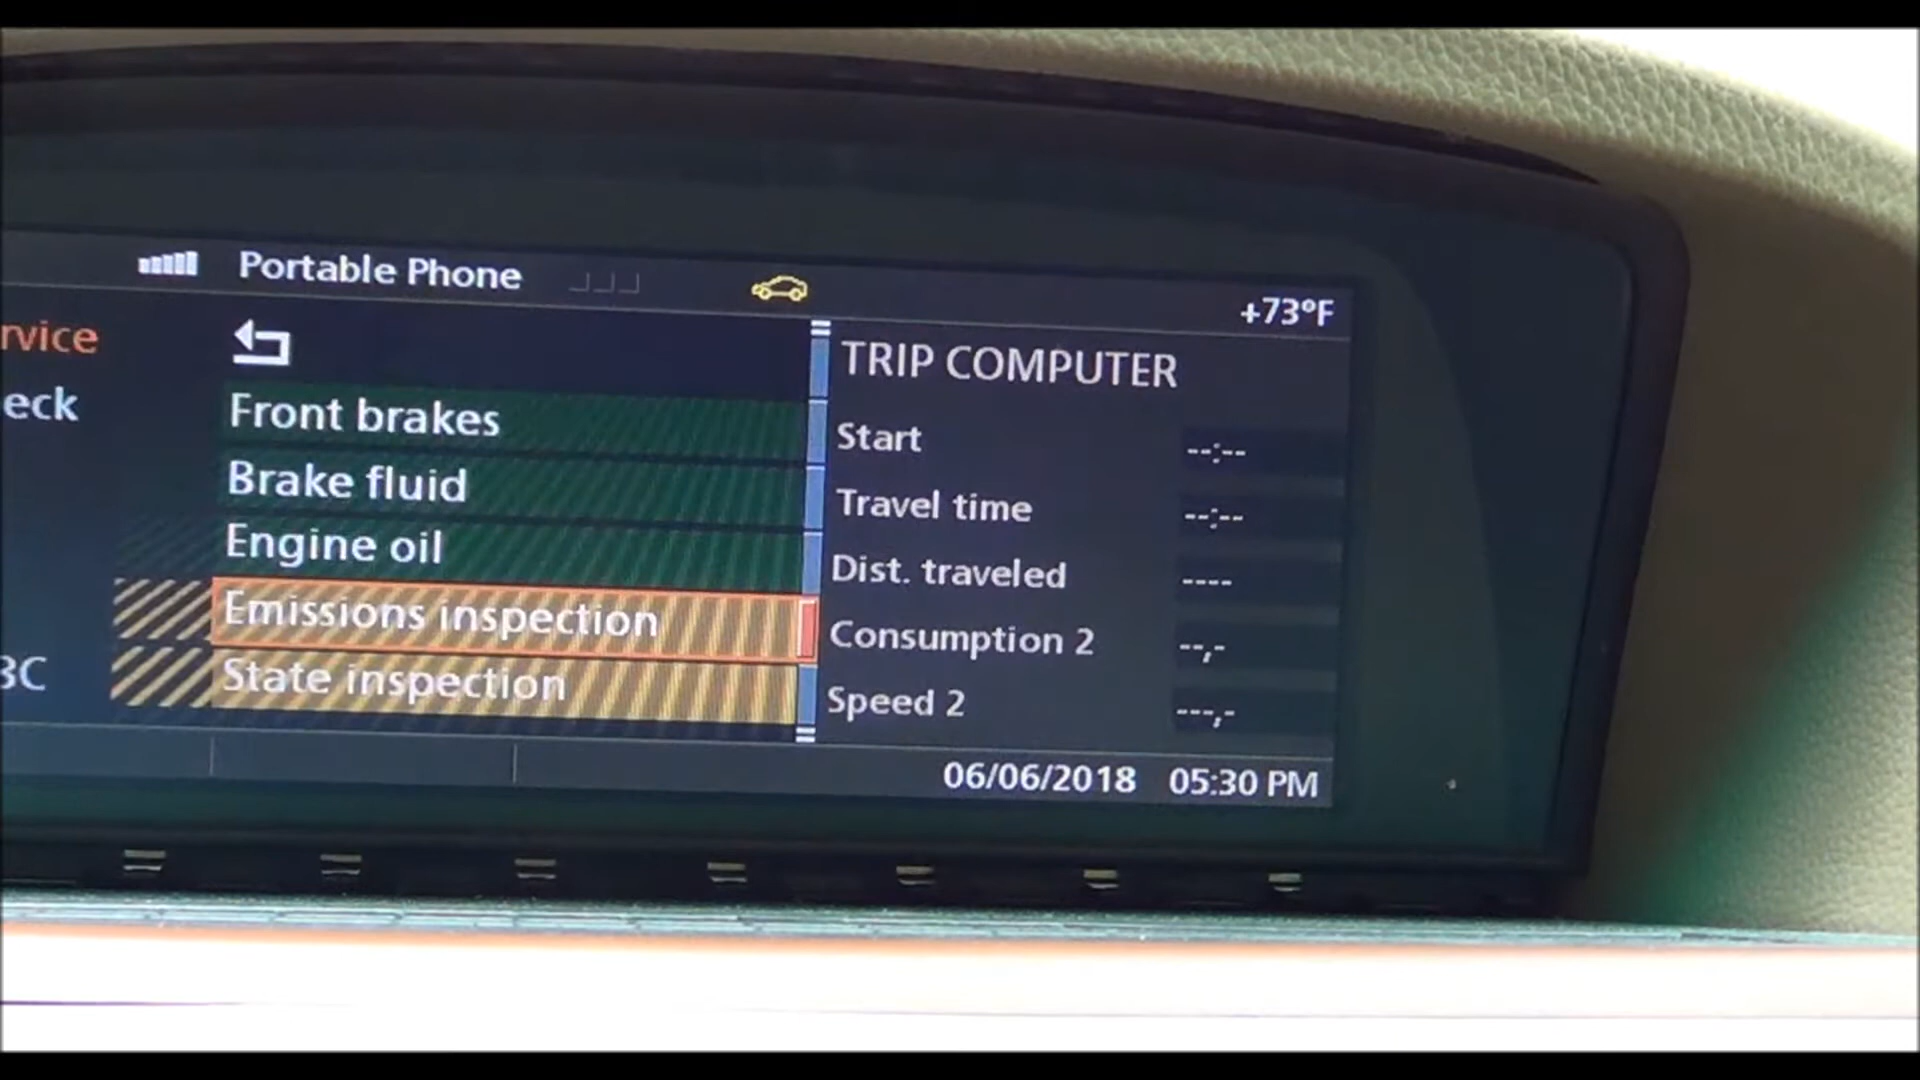 Portable Phone
+73ºF
rvice
eck
BC
Front brakes
Brake fluid
Engine oil
Emissions inspection
State inspection
TRIP COMPUTER
Start --:--
Travel time --:--
Dist. traveled ----
Consumption 2 --,-
Speed 2 ---,-
06/06/2018 05:30 PM